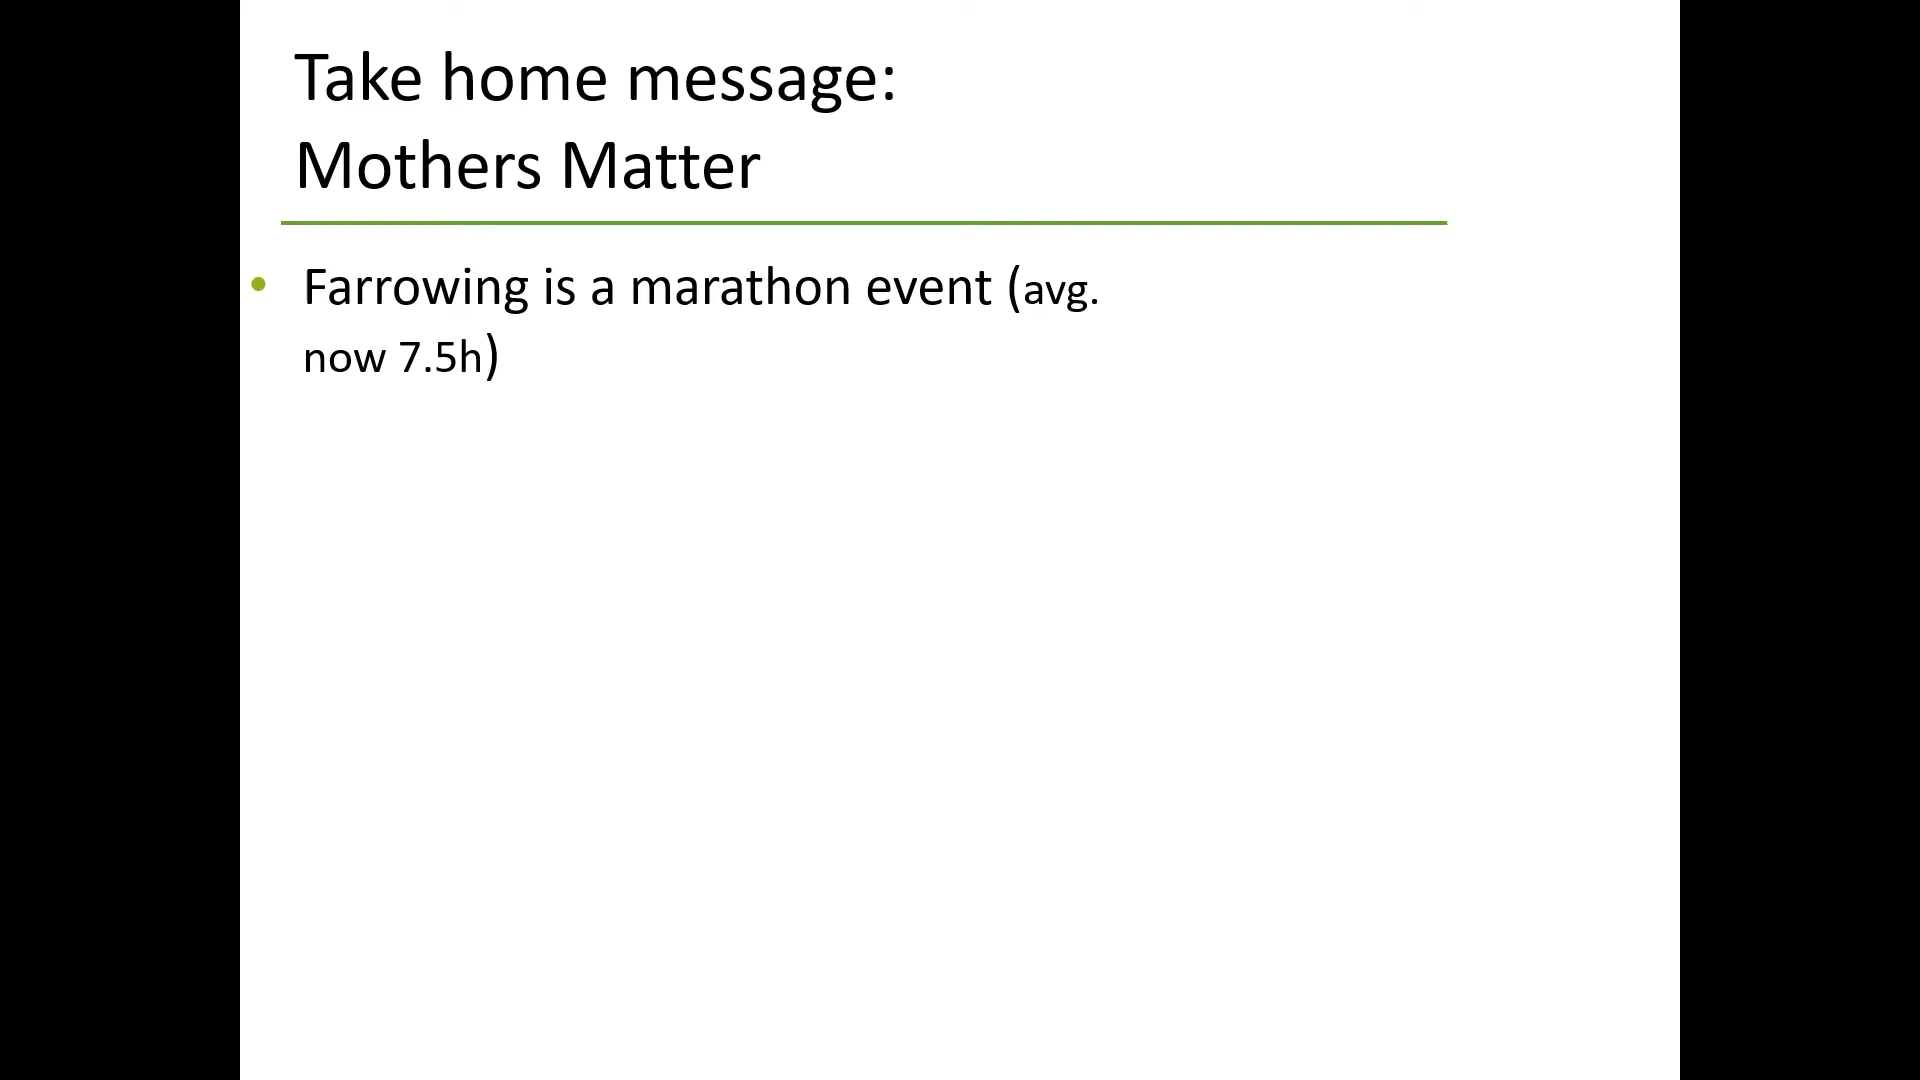 Take home message:
Mothers Matter
• Farrowing is a marathon event (avg.
now 7.5h)